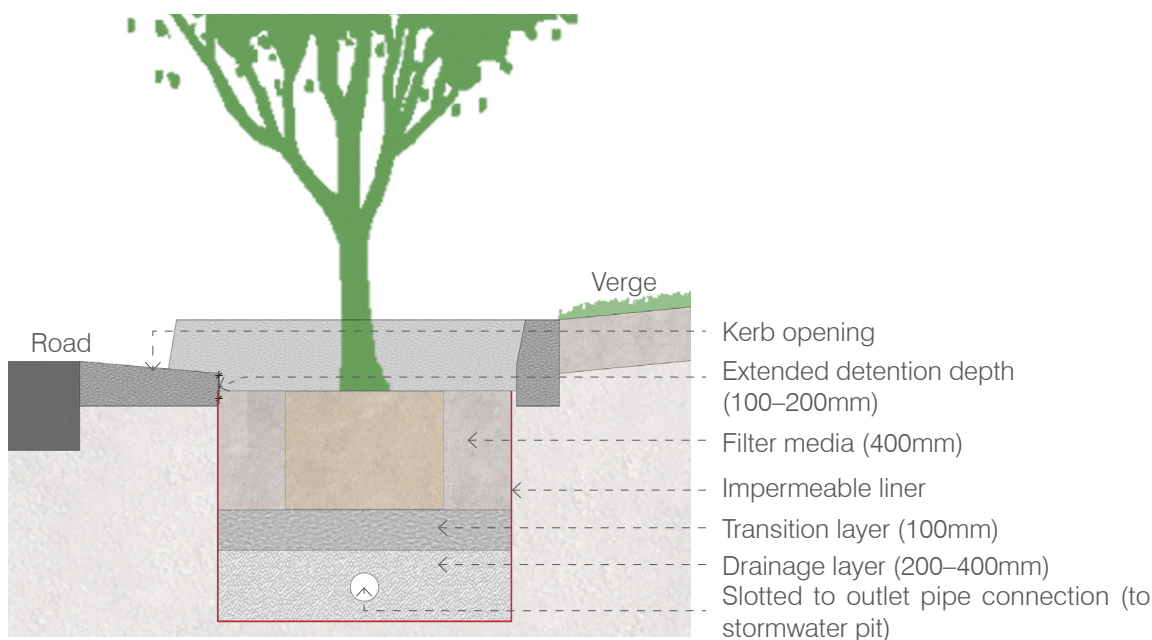 Verge
Road
Kerb opening
Extended detention depth
(100–200mm)
Filter media (400mm)
Impermeable liner
Transition layer (100mm)
Drainage layer (200–400mm)
Slotted to outlet pipe connection (to
stormwater pit)